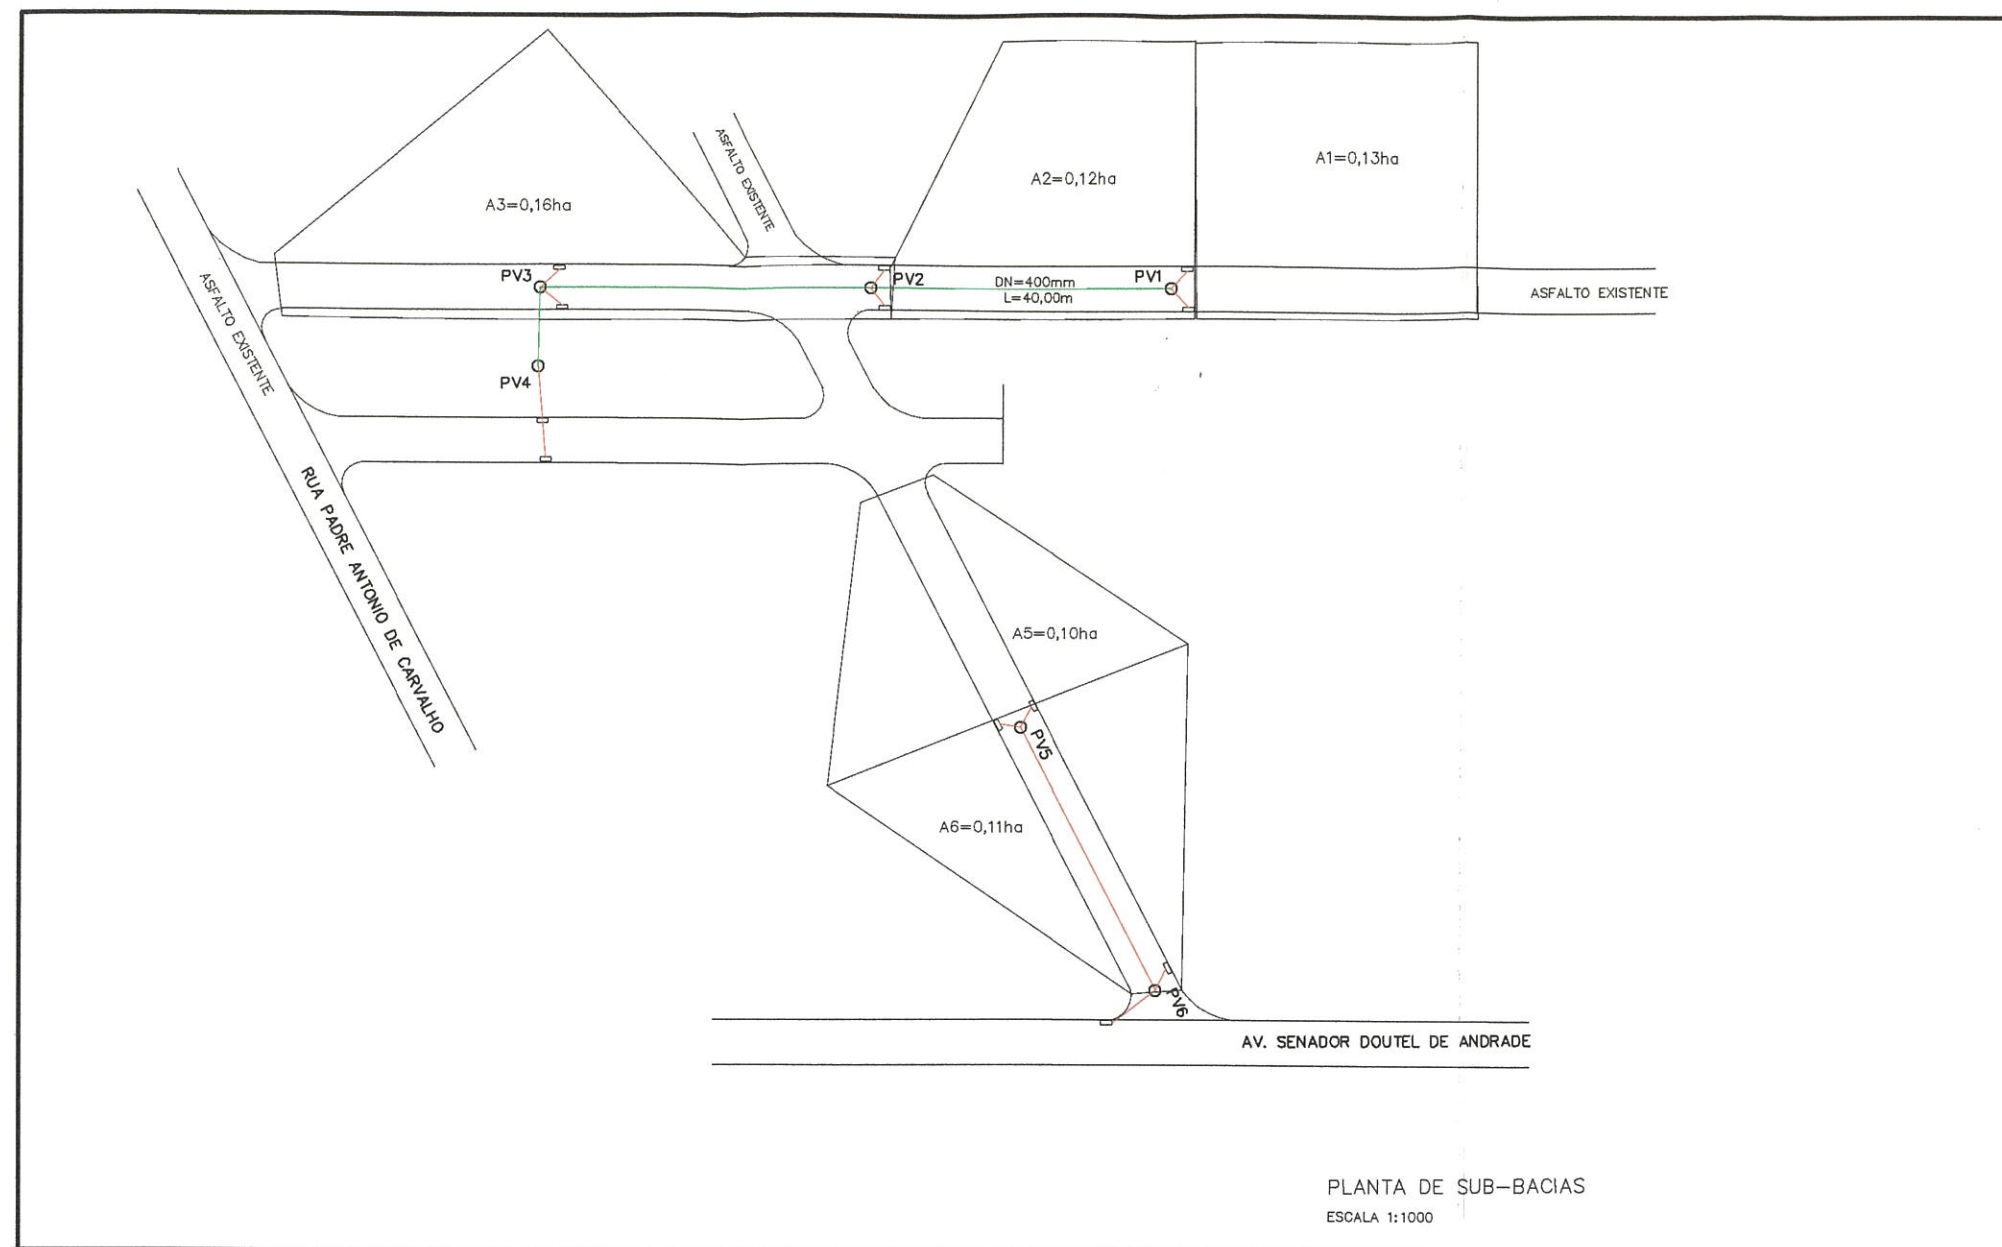 ASFALTO EXISTENTE
A1=0,13ha
A2=0,12ha
A3=0,16ha
PV3
PV2
DN=400mm
L=40,00m
PV1
ASFALTO EXISTENTE
ASFALTO EXISTENTE
PV4
RUA PADRE ANTONIO DE CARVALHO
A5=0,10ha
PV5
A6=0,11ha
PV6
AV. SENADOR DOUTEL DE ANDRADE
PLANTA DE SUB-BACIAS
ESCALA 1:1000